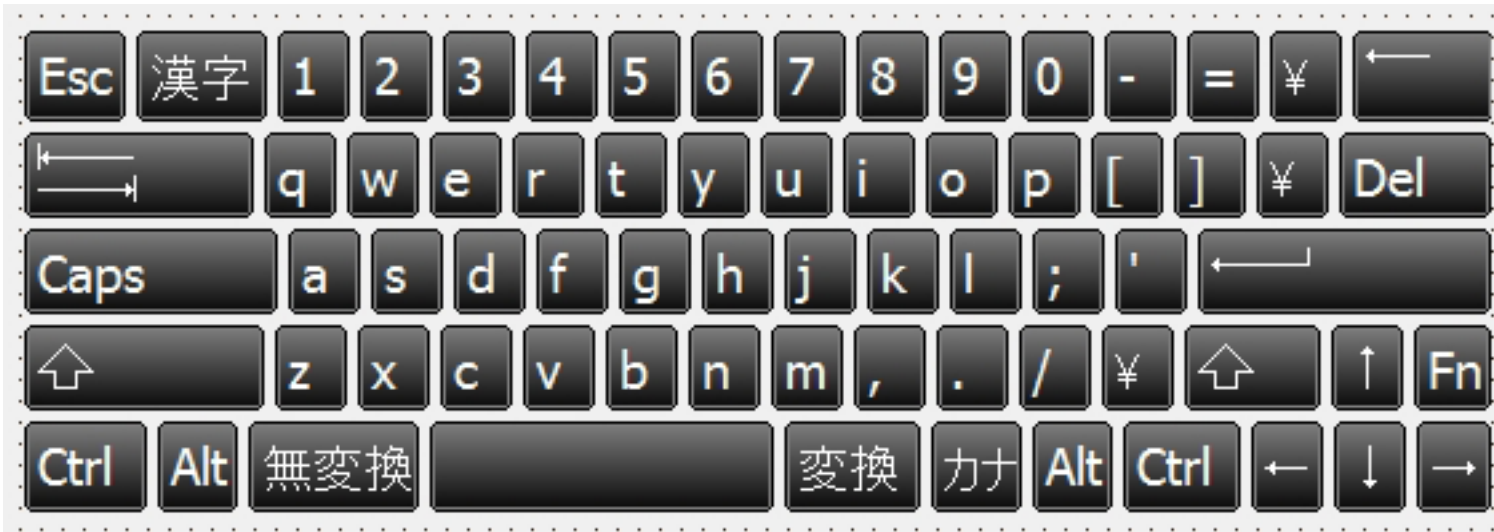 Esc 漢字 1 2 3 4 5 6 7 8 9 0 - = ¥ ←
q w e r t y u i o p [ ] ¥ Del
Caps a s d f g h j k l ; '
z x c v b n m , . / ¥ ↑ Fn
Ctrl Alt 無変換 変換 カナ Alt Ctrl ← ↓ →